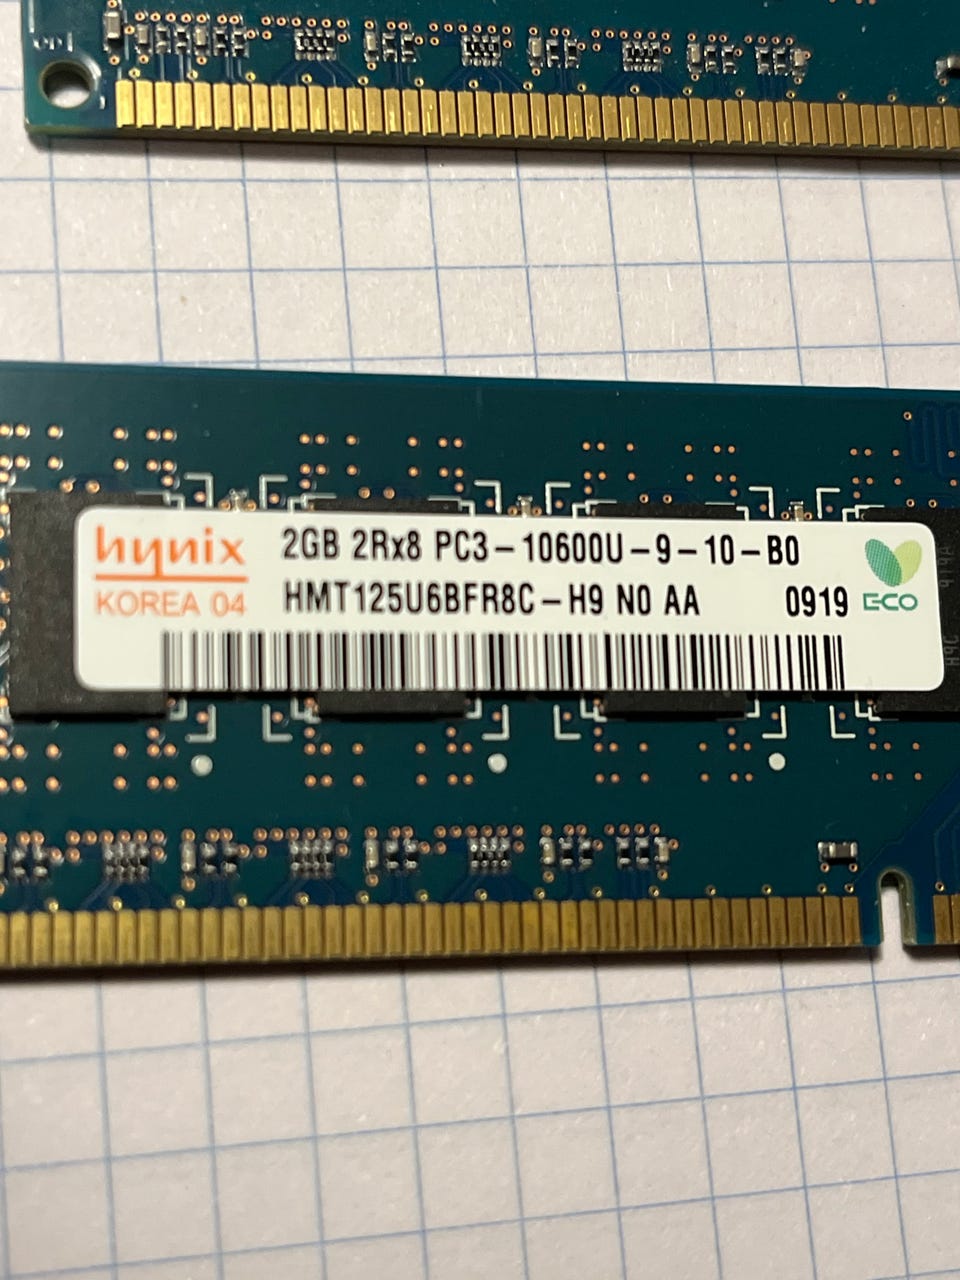 hynix
KOREA 04
2GB 2Rx8 PC3-10600U-9-10-B0
HMT125U6BFR8C-H9 N0 AA
0919
ECO